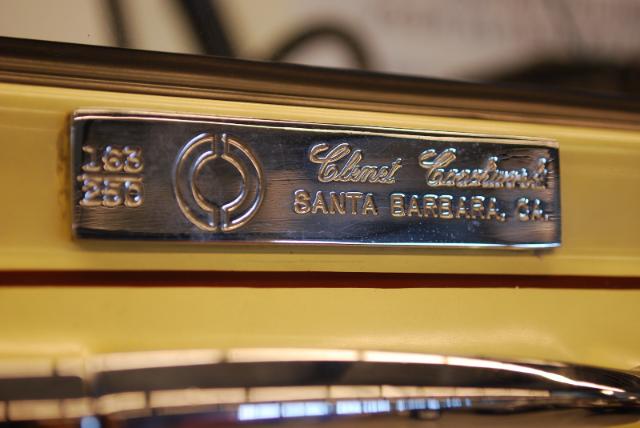 163
250
Clenet Coachworks
SANTA BARBARA, CA.